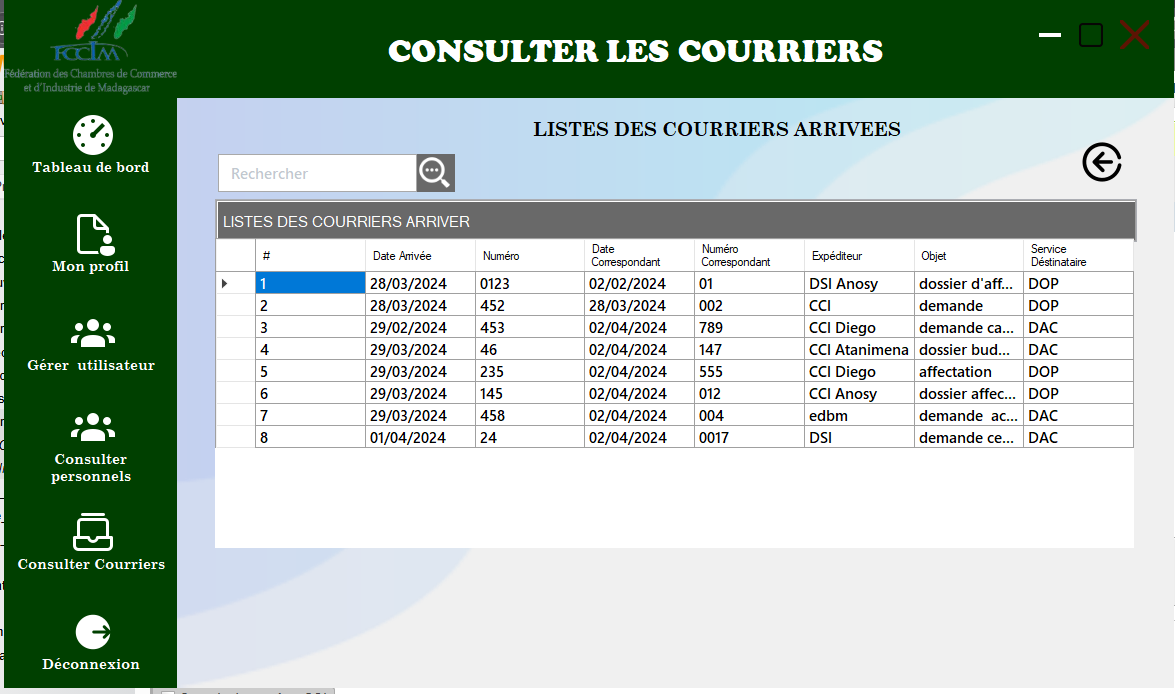 FCCIM
Fédération des Chambres de Commerce
et d'Industrie de Madagascar
CONSULTER LES COURRIERS
Tableau de bord
Mon profil
Gérer utilisateur
Consulter
personnels
Consulter Courriers
Déconnexion
LISTES DES COURRIERS ARRIVEES
Rechercher
LISTES DES COURRIERS ARRIVER
# Date Arrivée Numéro Date Correspondant Numéro Correspondant Expéditeur Objet Service Déstinataire
1 28/03/2024 0123 02/02/2024 01 DSI Anosy dossier d'aff... DOP
2 28/03/2024 452 28/03/2024 002 CCI demande DOP
3 29/02/2024 453 02/04/2024 789 CCI Diego demande ca... DAC
4 29/03/2024 46 02/04/2024 147 CCI Atanimena dossier bud... DAC
5 29/03/2024 235 02/04/2024 555 CCI Diego affectation DOP
6 29/03/2024 145 02/04/2024 012 CCI Anosy dossier affec... DOP
7 29/03/2024 458 02/04/2024 004 edbm demande ac... DAC
8 01/04/2024 24 02/04/2024 0017 DSI demande ce... DAC